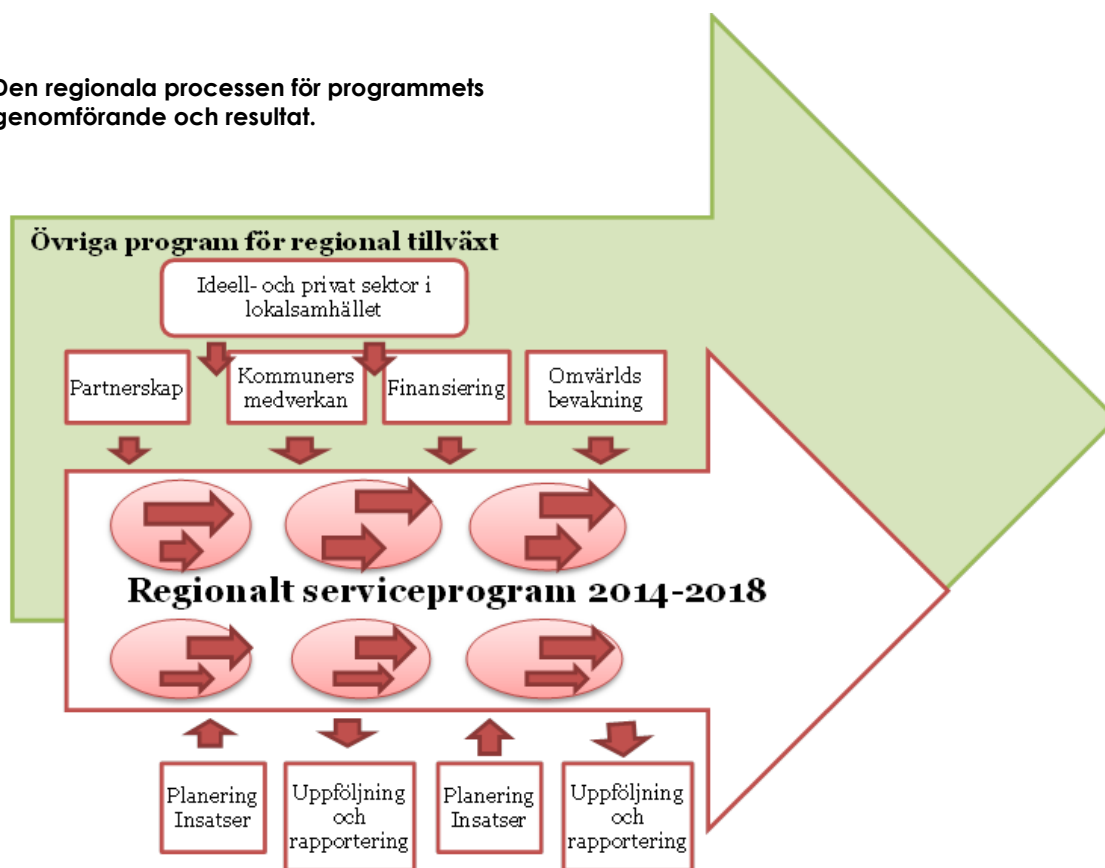 Den regionala processen för programmets
genomförande och resultat.
Övriga program för regional tillväxt
Ideell- och privat sektor i
lokalsamhället
Partnerskap
Kommuners
medverkan
Finansiering
Omvärlds
bevakning
Regionalt serviceprogram 2014-2018
Planering
Insatser
Uppföljning
och
rapportering
Planering
Insatser
Uppföljning
och
rapportering